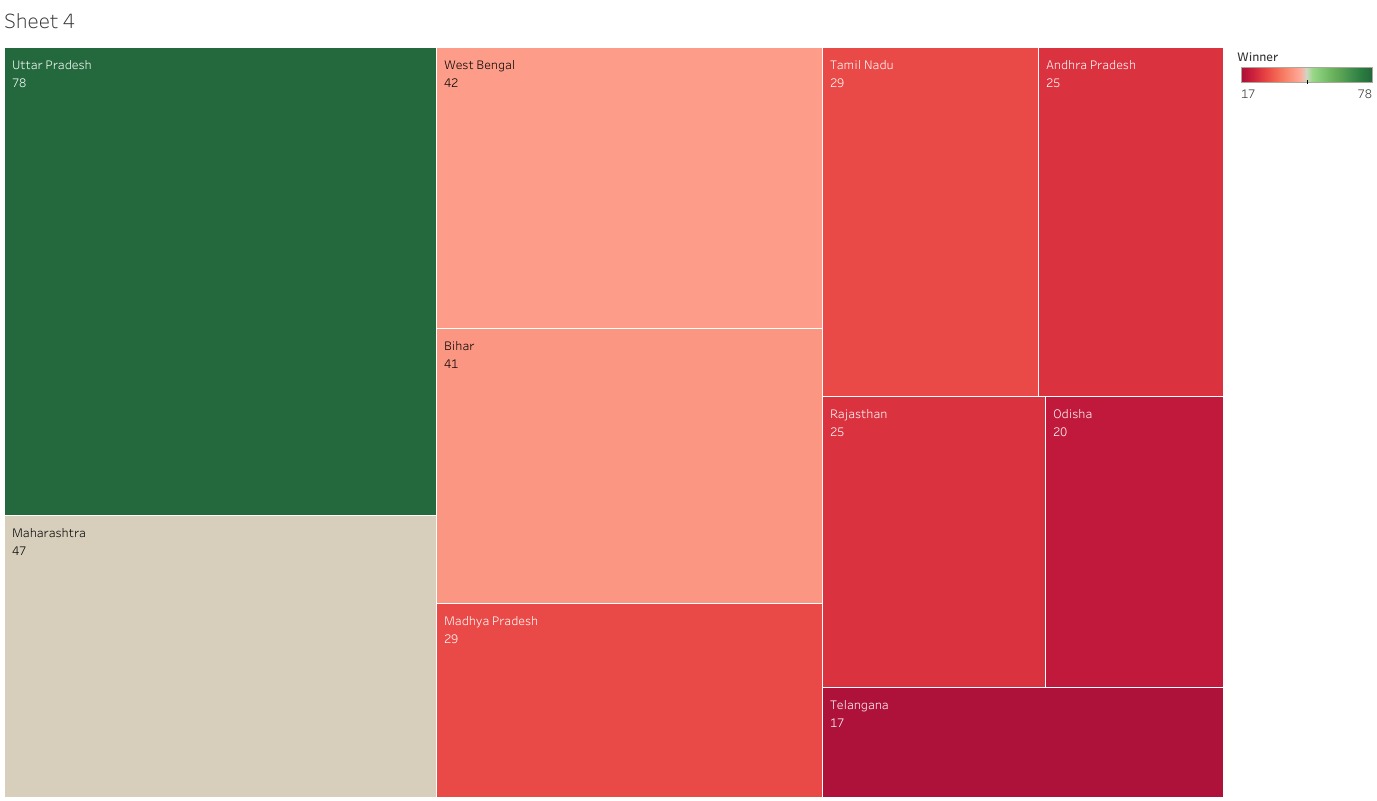 Sheet 4
Uttar Pradesh
78
Maharashtra
47
West Bengal
42
Bihar
41
Madhya Pradesh
29
Tamil Nadu
29
Andhra Pradesh
25
Rajasthan
25
Odisha
20
Telangana
17
Winner
17 78